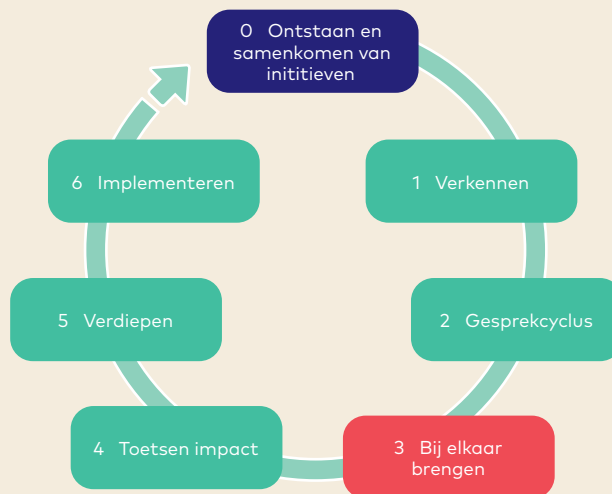 0 Ontstaan en
samenkomen van
inititieven
1 Verkennen
2 Gesprekcyclus
3 Bij elkaar
brengen
4 Toetsen impact
5 Verdiepen
6 Implementeren